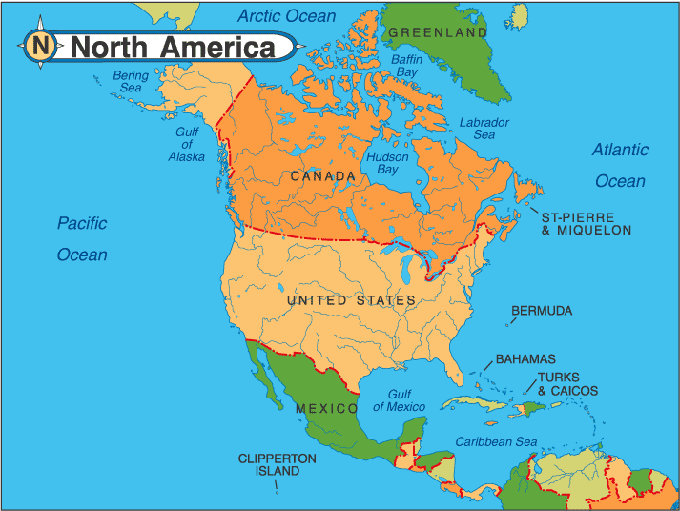 Arctic Ocean
N North America
GREENLAND
Baffin
Bay
Bering
Sea
Labrador
Sea
Gulf
of
Alaska
Hudson
Bay
Atlantic
Ocean
CANADA
ST-PIERRE
& MIQUELON
Pacific
Ocean
UNITED STATES
BERMUDA
BAHAMAS
TURKS
& CAICOS
Gulf
of Mexico
MEXICO
Caribbean Sea
CLIPPERTON
ISLAND